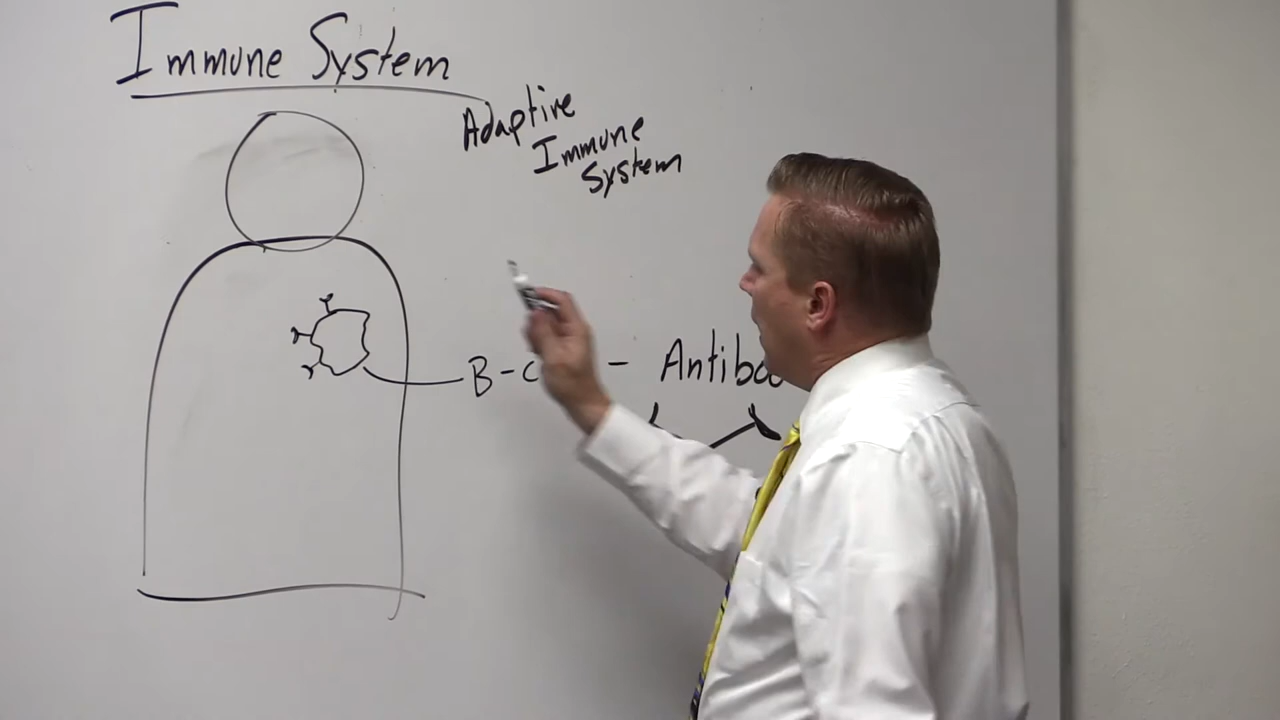 Immune System
Adaptive
Immune
System
B-C
- Antibo